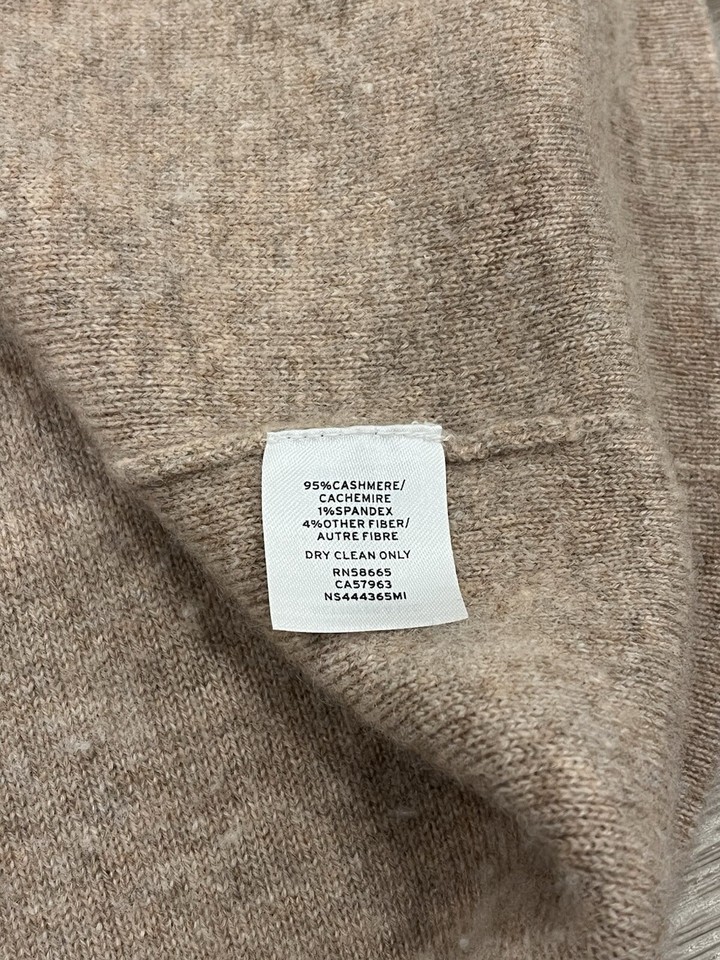 95%CASHMERE/
CACHEMIRE
1%SPANDEX
4%OTHER FIBER/
AUTRE FIBRE
DRY CLEAN ONLY
RN58665
CA57963
NS444365MI